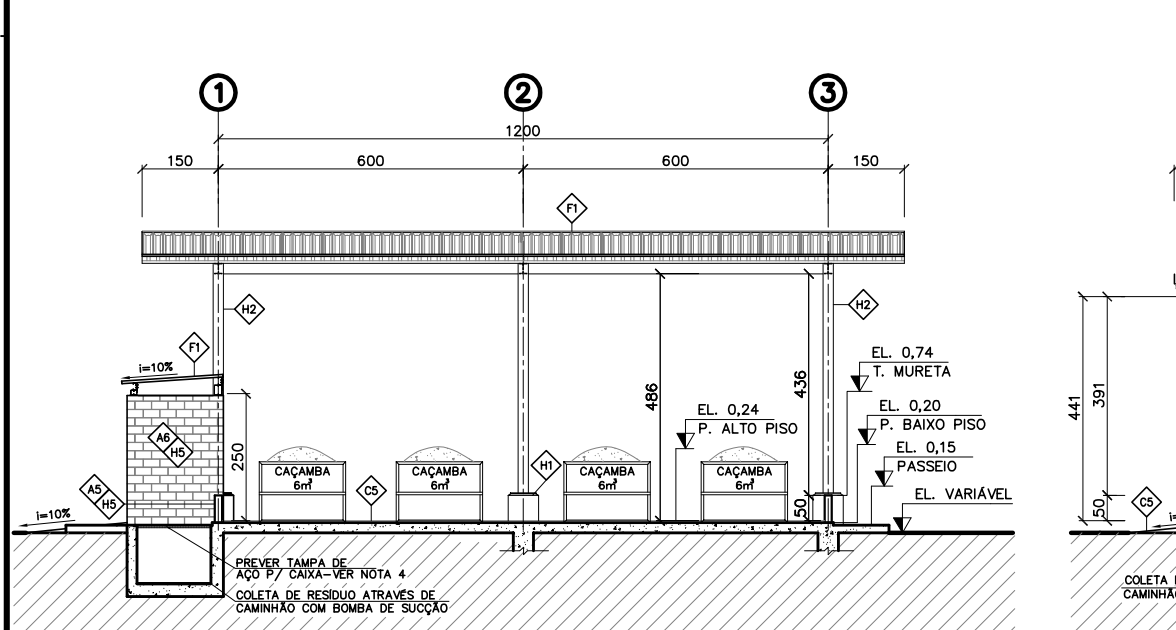 1
2
3
1200
150
600
600
150
F1
H2
H2
F1
i=10%
486
436
EL. 0,74
T. MURETA
EL. 0,24
P. ALTO PISO
EL. 0,20
P. BAIXO PISO
EL. 0,15
PASSEIO
EL. VARIÁVEL
441
391
A6
H5
250
CAÇAMBA
6m³
CAÇAMBA
6m³
CAÇAMBA
6m³
CAÇAMBA
6m³
H1
C5
A5
H5
i=10%
50
50
C5
PREVER TAMPA DE
AÇO P/ CAIXA-VER NOTA 4
COLETA DE RESÍDUO ATRAVÉS DE
CAMINHÃO COM BOMBA DE SUCÇÃO
COLETA